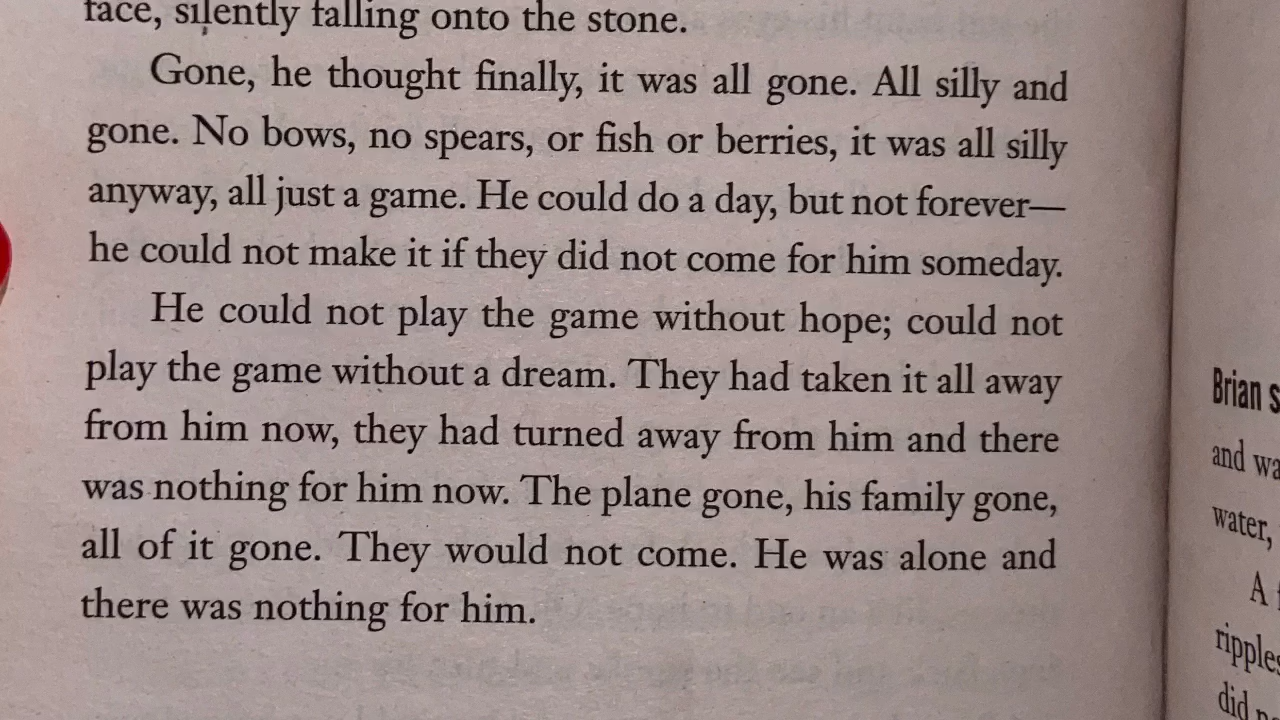 face, silently falling onto the stone.
Gone, he thought finally, it was all gone. All silly and
gone. No bows, no spears, or fish or berries, it was all silly
anyway, all just a game. He could do a day, but not forever—
he could not make it if they did not come for him someday.
He could not play the game without hope; could not
play the game without a dream. They had taken it all away
from him now, they had turned away from him and there
was nothing for him now. The plane gone, his family gone,
all of it gone. They would not come. He was alone and
there was nothing for him.
Brian
and
water,
A
did